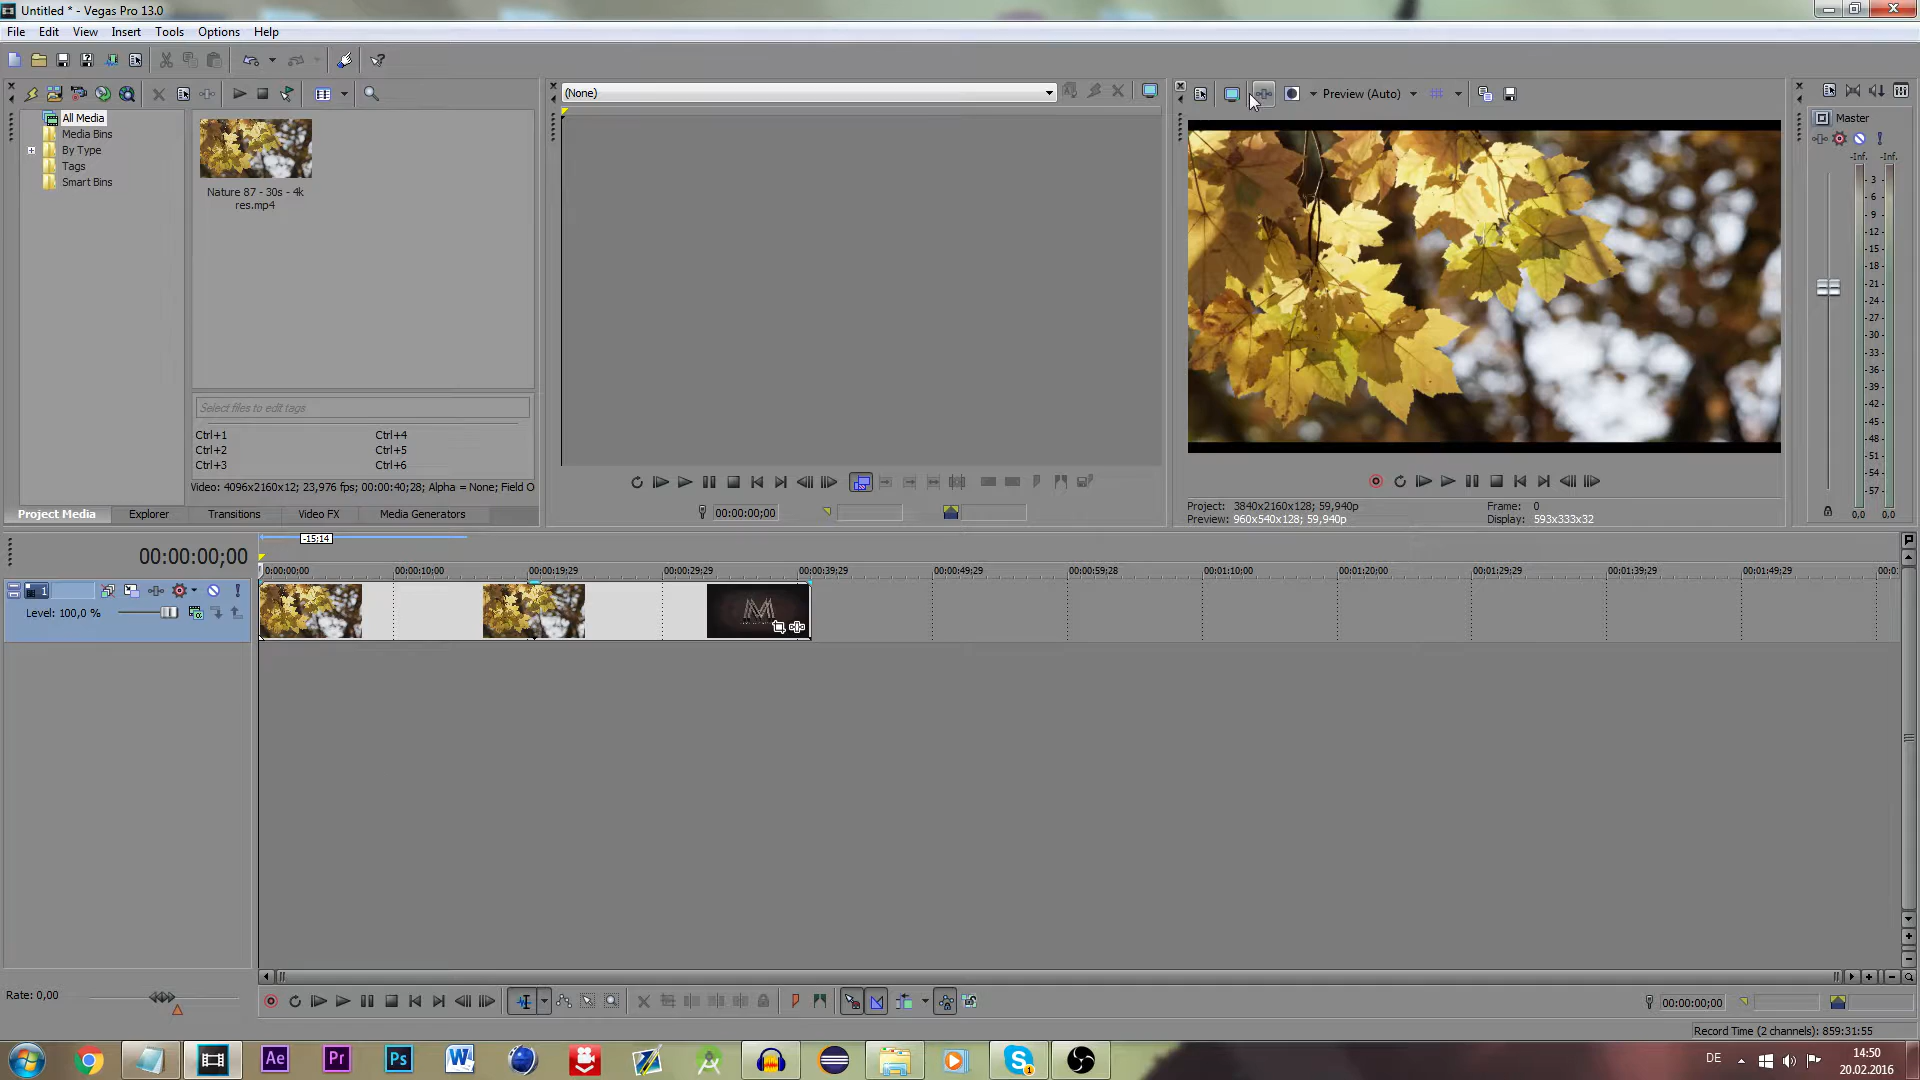 Untitled * - Vegas Pro 13.0
File Edit View Insert Tools Options Help
(None)
Preview (Auto)
All Media
Media Bins
By Type
Tags
Smart Bins
Nature 87 - 30s - 4k
res.mp4
Master
-Inf. -Inf.
3
6
9
-12
-15
18
-21
24
-27
30
-33
-36
-39
-42
-45
-48
-51
-54
-57
0,0 0,0
Select files to edit tags
Ctrl+1 Ctrl+4
Ctrl+2 Ctrl+5
Ctrl+3 Ctrl+6
Video: 4096x2160x12; 23,976 fps; 00:00:40;28; Alpha = None; Field O
Project Media Explorer Transitions Video FX Media Generators
00:00:00;00
Project: 3840x2160x128; 59,940p Frame: 0
Preview: 960x540x128; 59,940p Display: 593x333x32
-15:14
00:00:00;00
00:00:00;00 00:00:10;00 00:00:19;29 00:00:29;29 00:00:39;29 00:00:49;29 00:00:59;28 00:01:10;00 00:01:20;00 00:01:29;29 00:01:39;29 00:01:49;29 00:0
1
Level: 100,0 %
Rate: 0,00
00:00:00;00
Record Time (2 channels): 859:31:55
Ae Pr Ps W
1
DE
14:50
20.02.2016